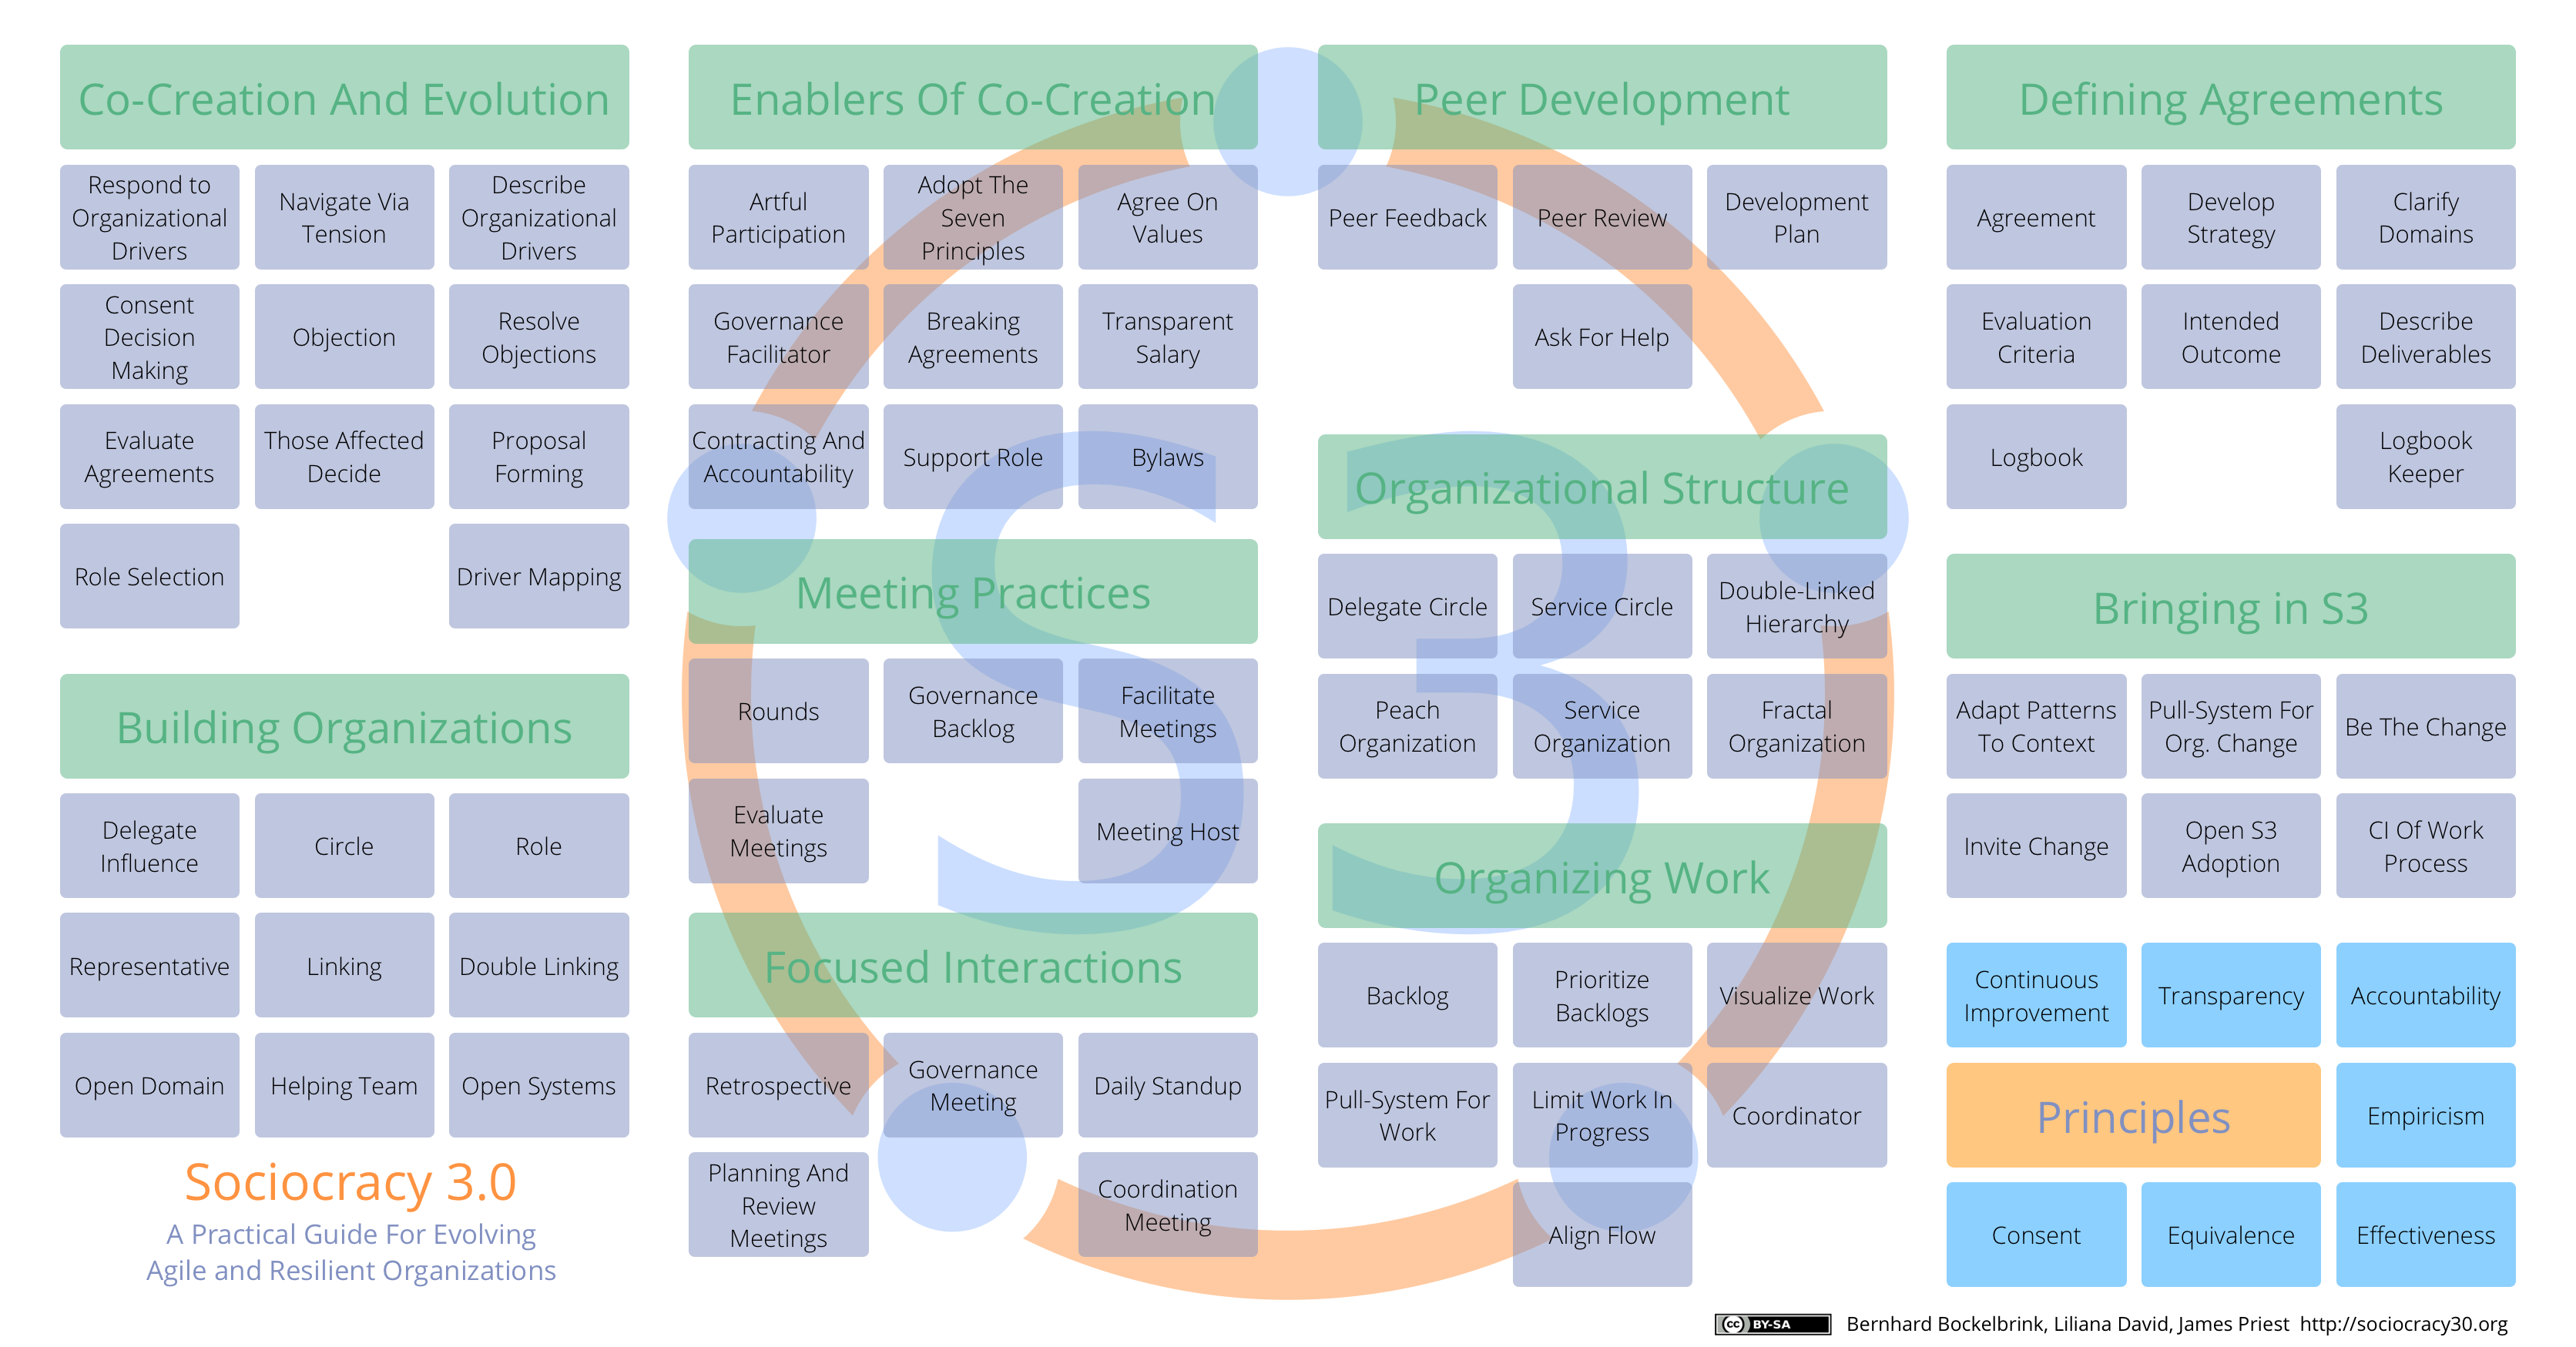 Co-Creation And Evolution
Respond to
Organizational
Drivers
Navigate Via
Tension
Describe
Organizational
Drivers
Consent
Decision
Making
Objection
Resolve
Objections
Evaluate
Agreements
Those Affected
Decide
Proposal
Forming
Role Selection
Driver Mapping
Building Organizations
Delegate
Influence
Circle
Role
Representative
Linking
Double Linking
Open Domain
Helping Team
Open Systems
Sociocracy 3.0
A Practical Guide For Evolving
Agile and Resilient Organizations
Enablers Of Co-Creation
Artful
Participation
Adopt The
Seven
Principles
Agree On
Values
Governance
Facilitator
Breaking
Agreements
Transparent
Salary
Contracting And
Accountability
Support Role
Bylaws
Meeting Practices
Rounds
Governance
Backlog
Facilitate
Meetings
Evaluate
Meetings
Meeting Host
Focused Interactions
Retrospective
Governance
Meeting
Daily Standup
Planning And
Review
Meetings
Coordination
Meeting
Peer Development
Peer Feedback
Peer Review
Development
Plan
Ask For Help
Organizational Structure
Delegate Circle
Service Circle
Double-Linked
Hierarchy
Peach
Organization
Service
Organization
Fractal
Organization
Organizing Work
Backlog
Prioritize
Backlogs
Visualize Work
Pull-System For
Work
Limit Work In
Progress
Coordinator
Align Flow
Defining Agreements
Agreement
Develop
Strategy
Clarify
Domains
Evaluation
Criteria
Intended
Outcome
Describe
Deliverables
Logbook
Logbook
Keeper
Bringing in S3
Adapt Patterns
To Context
Pull-System For
Org. Change
Be The Change
Invite Change
Open S3
Adoption
CI Of Work
Process
Continuous
Improvement
Transparency
Accountability
Principles
Empiricism
Consent
Equivalence
Effectiveness
S3
cc BY-SA
Bernhard Bockelbrink, Liliana David, James Priest http://sociocracy30.org